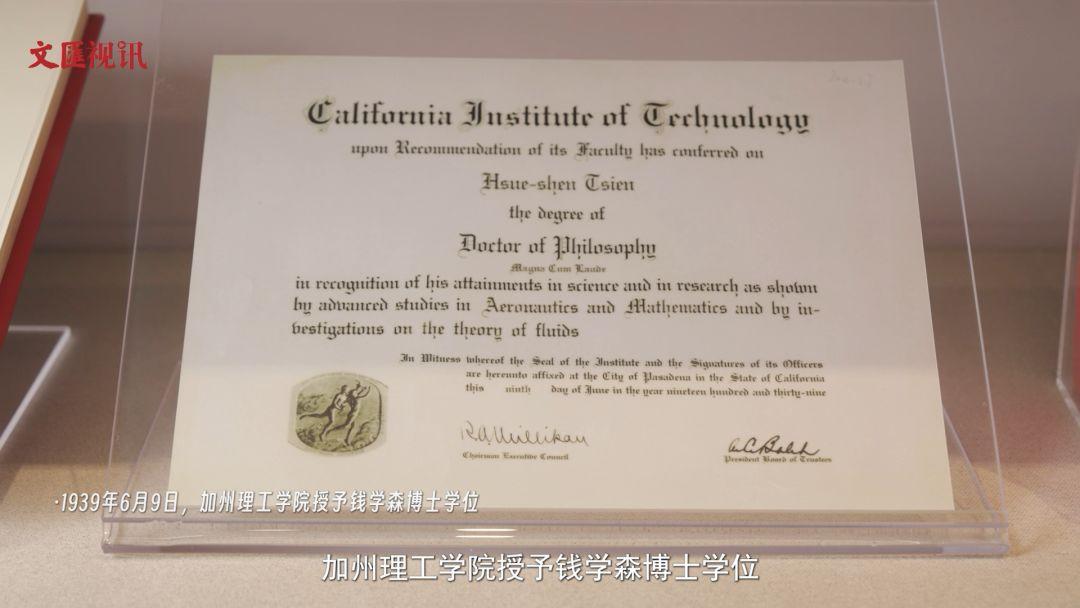 文匯视讯
California Institute of Technology
upon Recommendation of its Faculty has conferred on
Hsue-shen Tsien
the degree of
Doctor of Philosophy
Magna Cum Laude
in recognition of his attainments in science and in research as shown
by advanced studies in Aeronautics and Mathematics and by in-
vestigations on the theory of fluids
In Witness whereof the Seal of the Institute and the Signatures of its Officers
are hereunto affixed at the City of Pasadena in the State of California
this ninth day of June in the year nineteen hundred and thirty-nine
R.A. Millikan
Chairman Executive Council
President Board of Trustees
·1939年6月9日，加州理工学院授予钱学森博士学位
加州理工学院授予钱学森博士学位